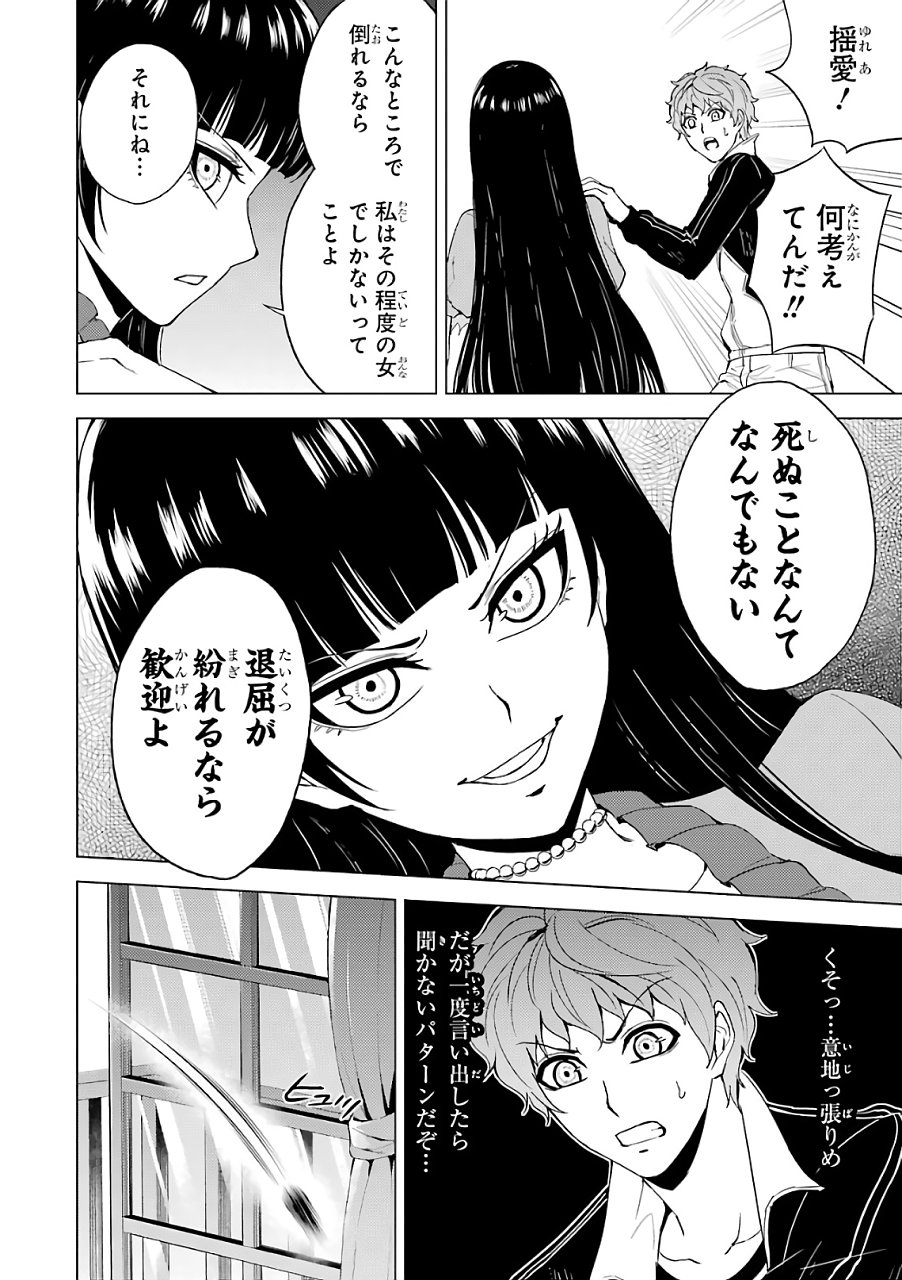 揺愛!
何考え
てんだ!!
こんなところで
倒れるなら
私はその程度の女
でしかないって
ことよ
それにね…
死ぬことなんて
なんでもない
退屈が
紛れるなら
歓迎よ
くそっ…意地っ張りめ
だが一度言い出したら
聞かないパターンだぞ…
ヒュッ